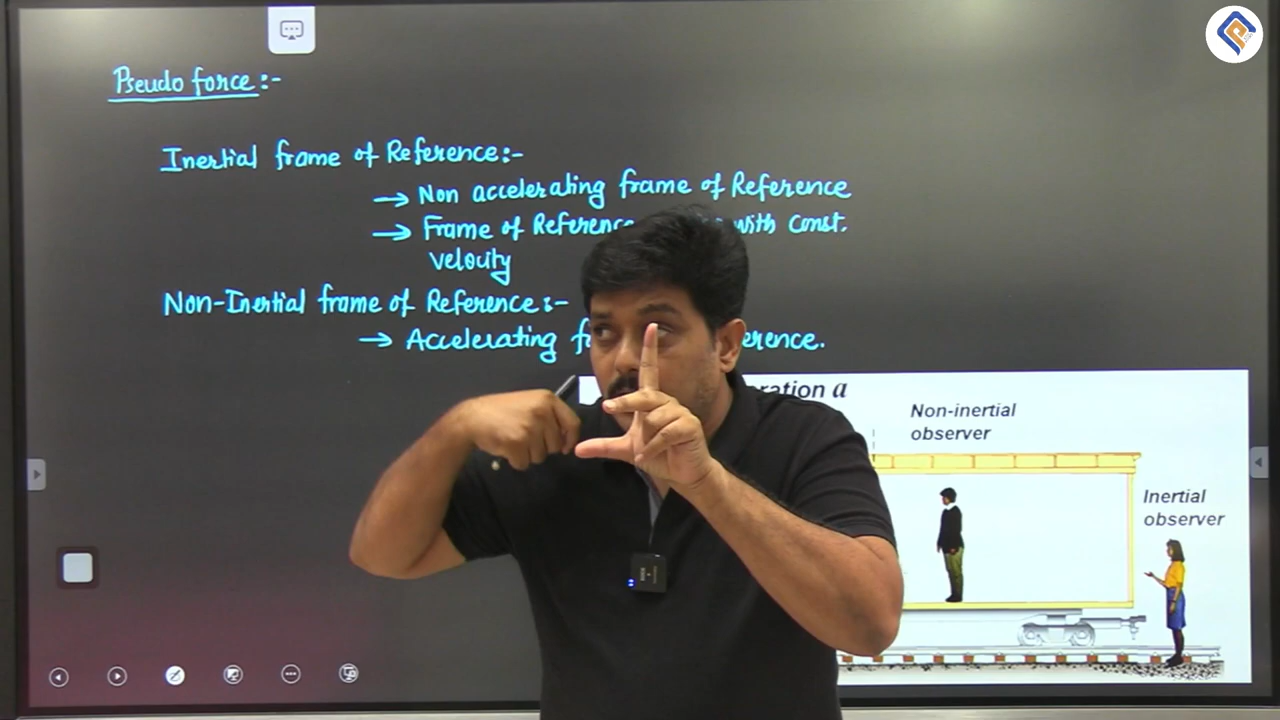 Pseudo force:-
Inertial frame of Reference:-
→ Non accelerating frame of Reference
→ Frame of Reference with const.
velocity
Non-Inertial frame of Reference:-
→ Accelerating
a
Non-inertial
observer
Inertial
observer